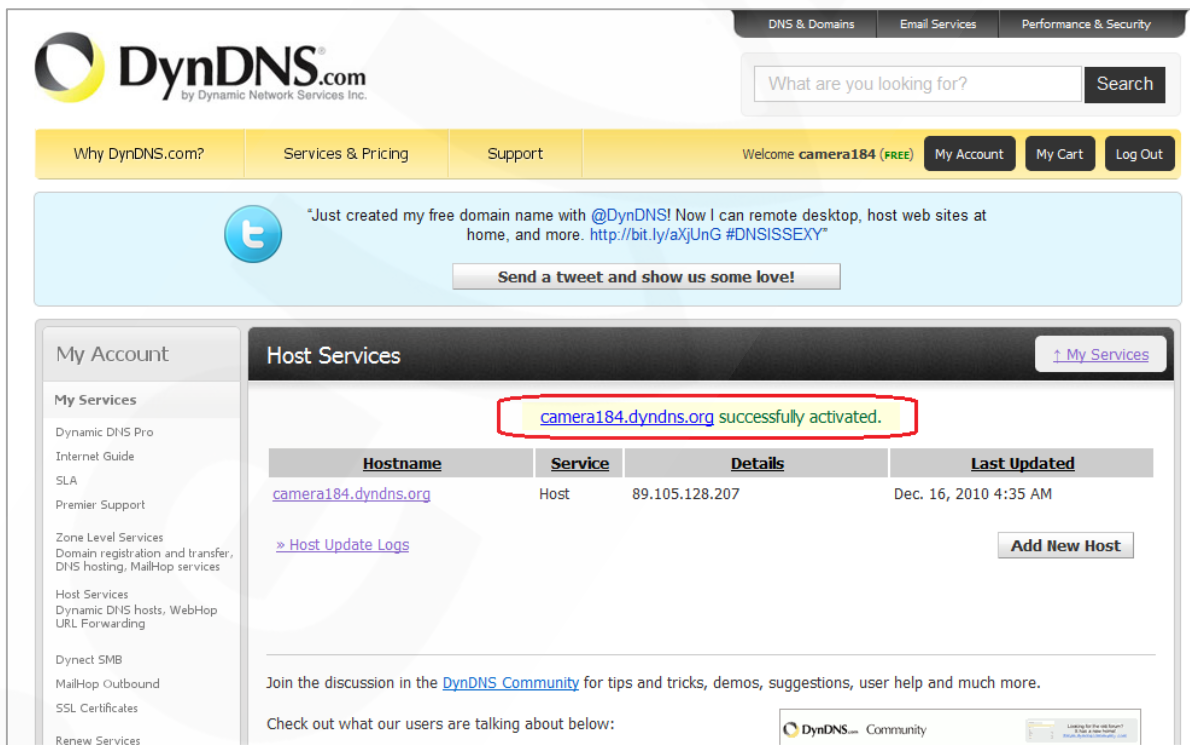 DNS & Domains Email Services Performance & Security
DynDNS.com
by Dynamic Network Services Inc.
What are you looking for? Search
Why DynDNS.com? Services & Pricing Support Welcome camera184 (FREE) My Account My Cart Log Out
"Just created my free domain name with @DynDNS! Now I can remote desktop, host web sites at
home, and more. http://bit.ly/aXjUnG #DNSISSEXY"
Send a tweet and show us some love!
My Account
Host Services
↑ My Services
My Services
camera184.dyndns.org successfully activated.
Dynamic DNS Pro
Internet Guide
SLA
Premier Support
Zone Level Services
Domain registration and transfer,
DNS hosting, MailHop services
Host Services
Dynamic DNS hosts, WebHop
URL Forwarding
Dynect SMB
MailHop Outbound
SSL Certificates
Renew Services
Hostname Service Details Last Updated
camera184.dyndns.org Host 89.105.128.207 Dec. 16, 2010 4:35 AM
» Host Update Logs
Add New Host
Join the discussion in the DynDNS Community for tips and tricks, demos, suggestions, user help and much more.
Check out what our users are talking about below:
DynDNS Community